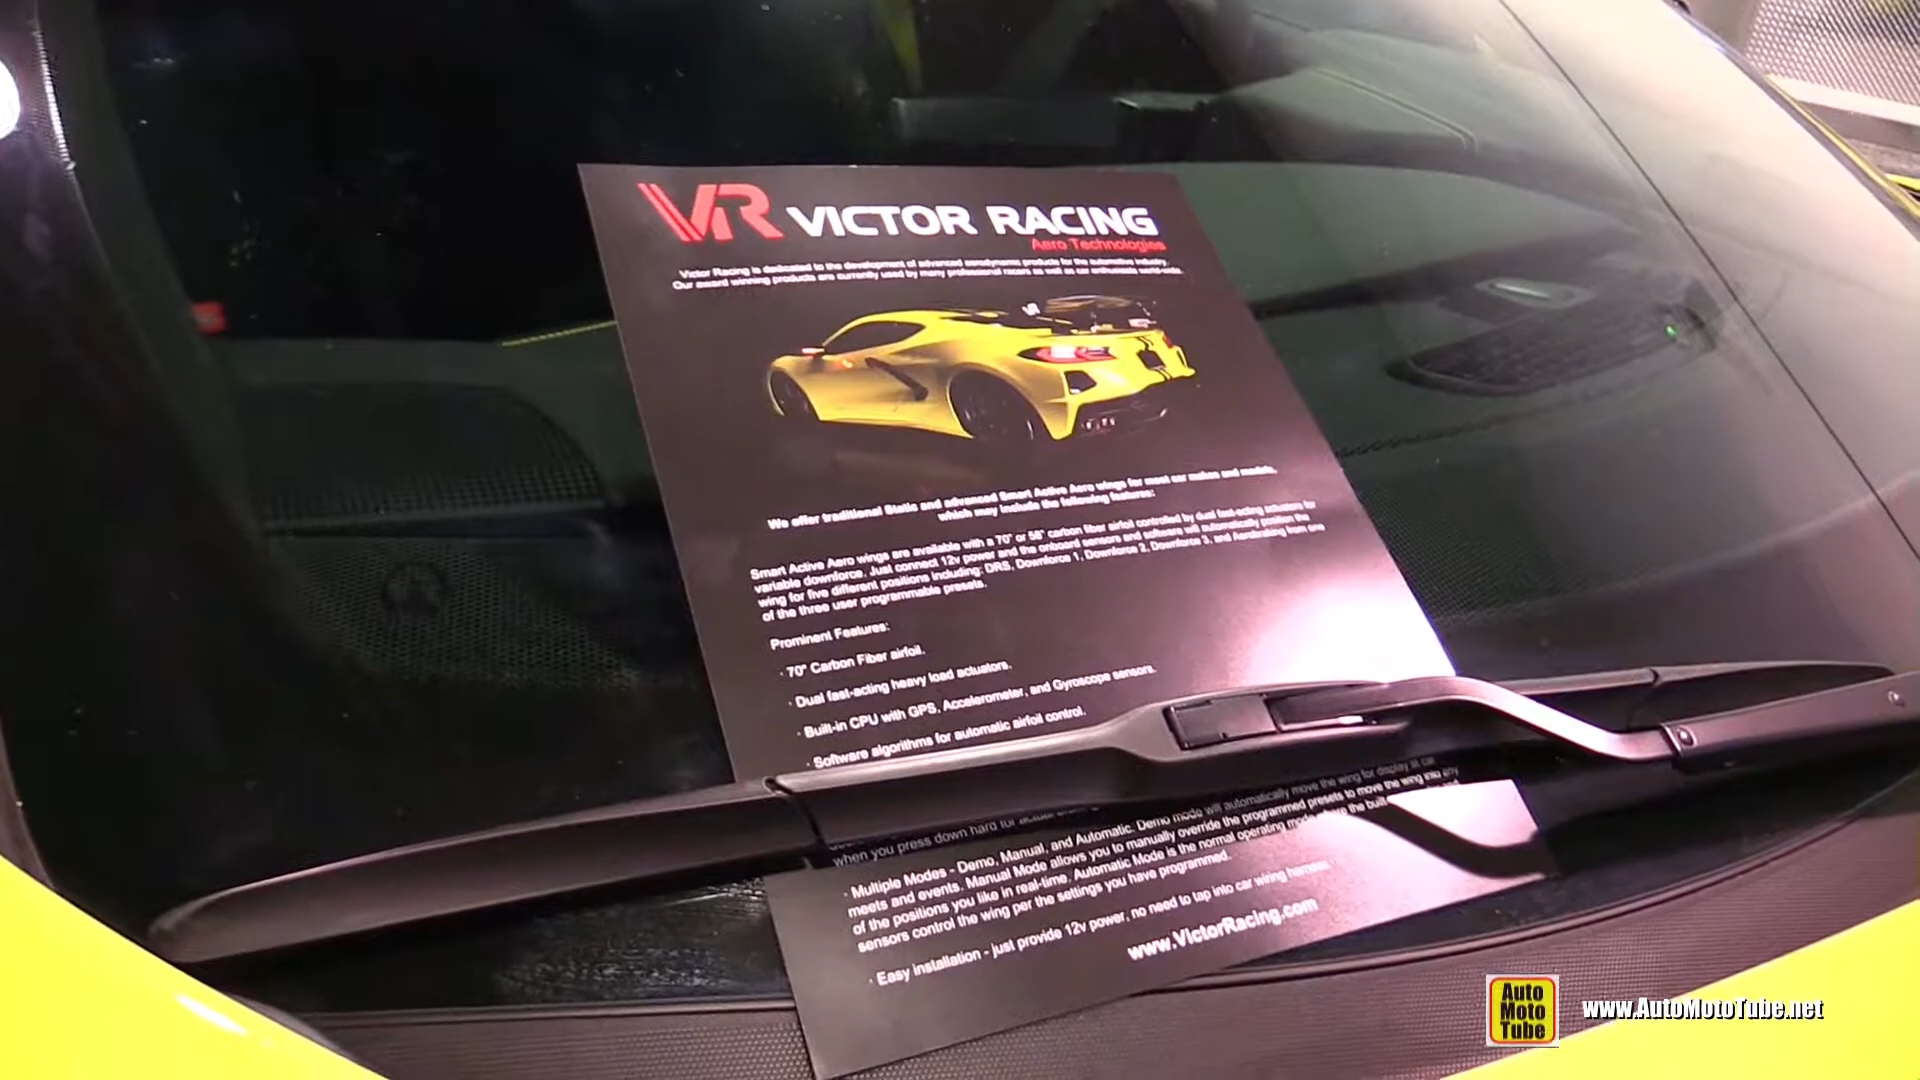 VR VICTOR RACING
Aero Technologies
Victor Racing is dedicated to the development of advanced aerodynamic products for the automotive industry.
Our award winning products are currently used by many professional racers as well as car enthusiasts world-wide.
VR
We offer traditional Static and advanced Smart Active Aero wings for most car makes and models,
which may include the following features:
Smart Active Aero wings are available with a 70" or 58" carbon fiber airfoil controlled by dual fast-acting actuators for
variable downforce. Just connect 12v power and the onboard sensors and software will automatically position the
wing for five different positions including: DRS, Downforce 1, Downforce 2, Downforce 3, and Aerobraking from one
of the three user programmable presets.
Prominent Features:
· 70" Carbon Fiber airfoil.
· Dual fast-acting heavy load actuators.
· Built-in CPU with GPS, Accelerometer, and Gyroscope sensors.
· Software algorithms for automatic airfoil control.
when you press down hard for actual
· Multiple Modes - Demo, Manual, and Automatic. Demo mode will automatically move the wing for display at car
meets and events. Manual Mode allows you to manually override the programmed presets to move the wing into any
of the positions you like in real-time. Automatic Mode is the normal operating mode where the built
sensors control the wing per the settings you have programmed.
· Easy installation - just provide 12v power, no need to tap into car wiring harness.
www.VictorRacing.com
Auto
Moto
Tube
www.AutoMotoTube.net